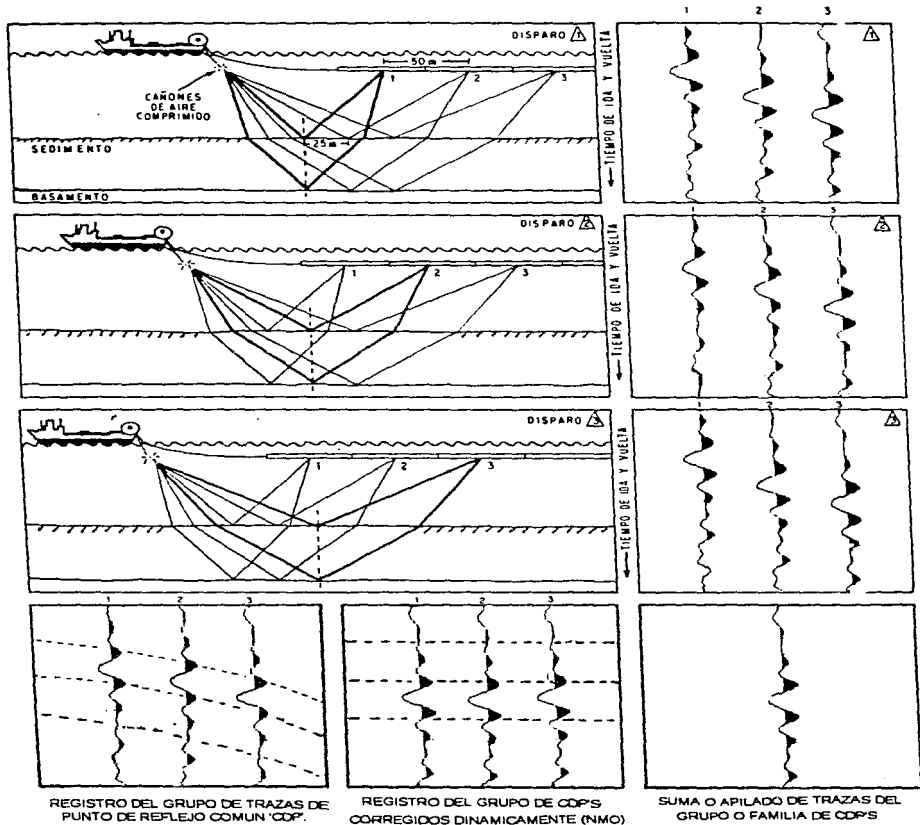 DISPARO 1
50 m
1 2 3
CAÑONES
DE AIRE
COMPRIMIDO
25 m
SEDIMENTO
BASAMENTO
← TIEMPO DE IDA Y VUELTA
1 2 3
1
DISPARO 2
1 2 3
← TIEMPO DE IDA Y VUELTA
1 2 3
2
DISPARO 3
1 2 3
← TIEMPO DE IDA Y VUELTA
1 2 3
3
1 2 3
REGISTRO DEL GRUPO DE TRAZAS DE
PUNTO DE REFLEJO COMUN 'CDP'.
1 2 3
REGISTRO DEL GRUPO DE CDP'S
CORREGIDOS DINAMICAMENTE (NMO)
SUMA O APILADO DE TRAZAS DEL
GRUPO O FAMILIA DE CDP'S